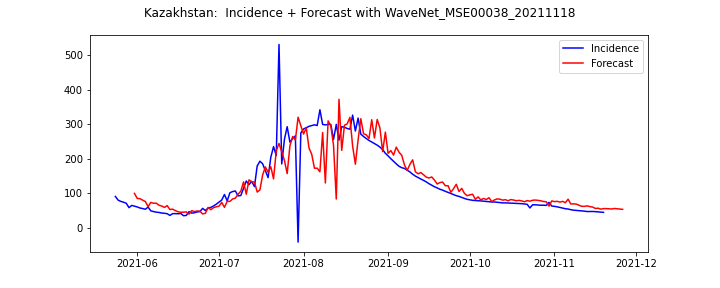 Kazakhstan:  Incidence + Forecast with WaveNet_MSE00038_20211118
Incidence
Forecast
500
400
300
200
100
0
2021-06 2021-07 2021-08 2021-09 2021-10 2021-11 2021-12